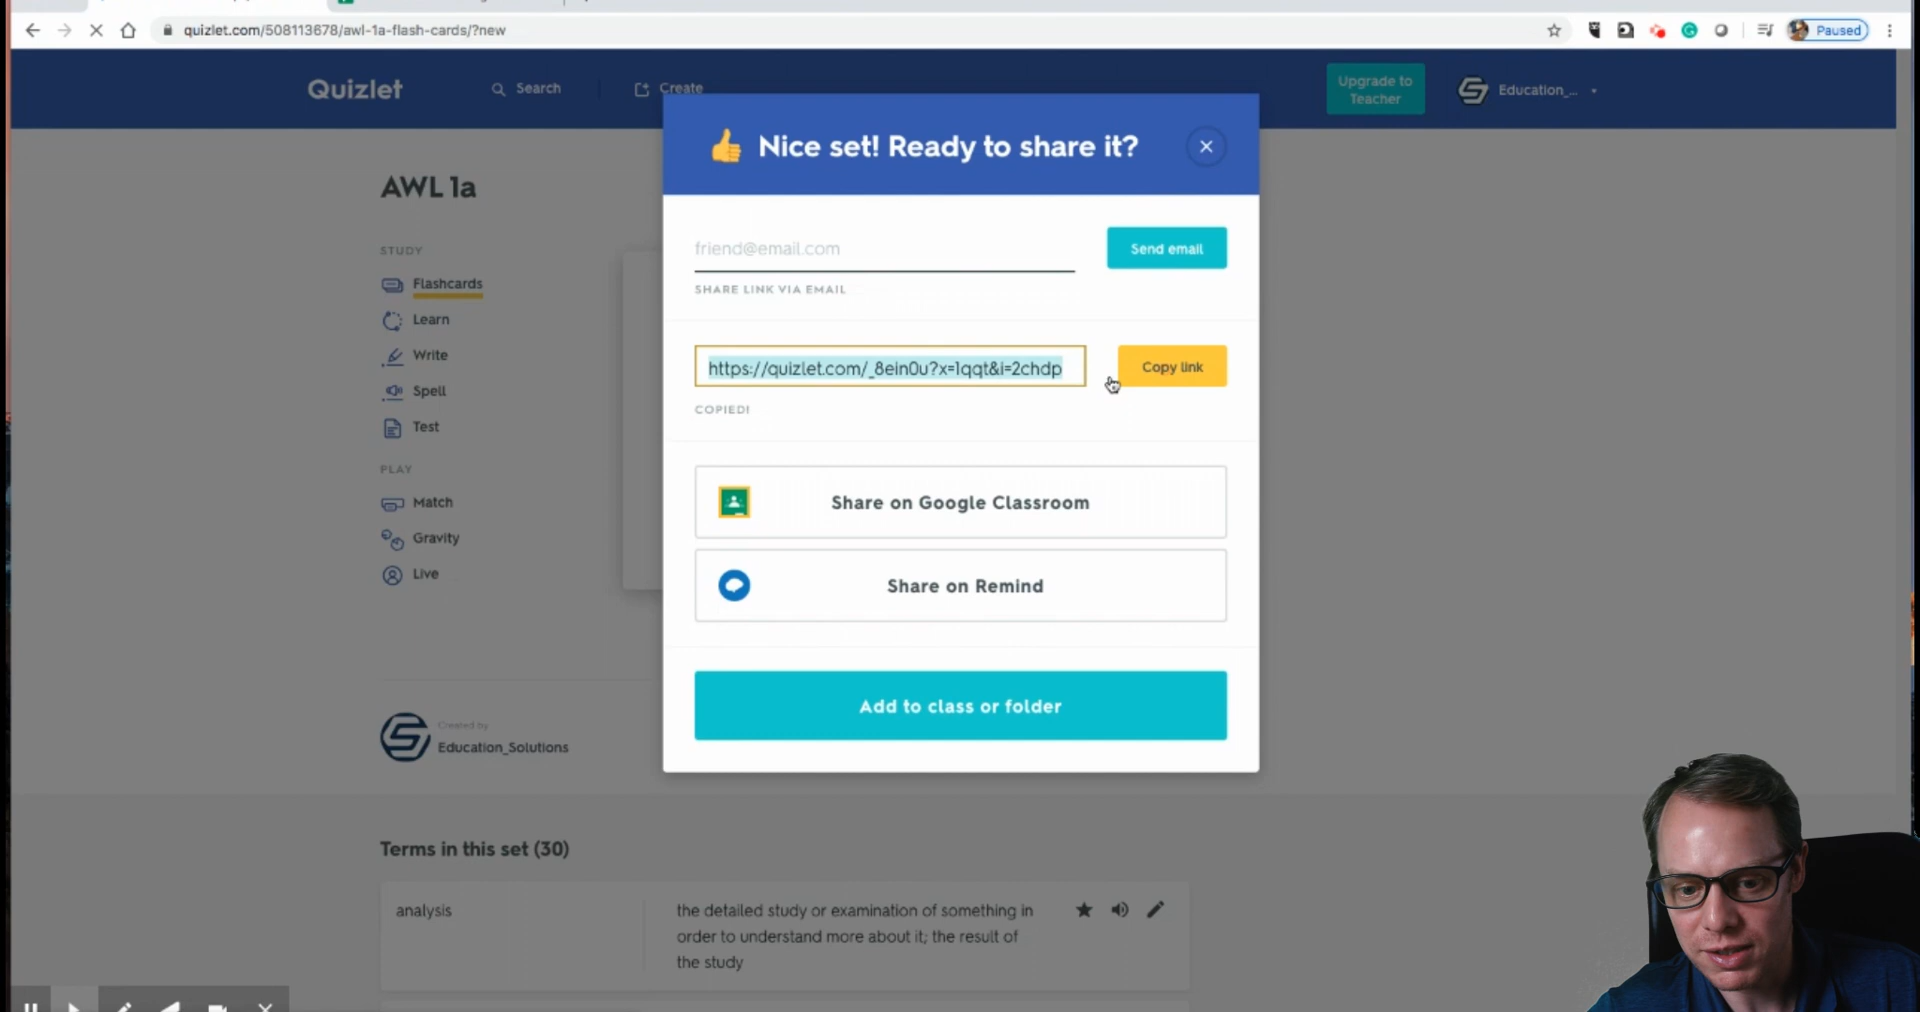 quizlet.com/508113678/awl-1a-flash-cards/?new
Paused
Quizlet
Search
Create
Upgrade to
Teacher
Education_...
👍 Nice set! Ready to share it?
AWL 1a
STUDY
Flashcards
Learn
Write
Spell
Test
PLAY
Match
Gravity
Live
friend@email.com
Send email
SHARE LINK VIA EMAIL
https://quizlet.com/_8ein0u?x=1qqt&i=2chdp
Copy link
COPIED!
Share on Google Classroom
Share on Remind
Add to class or folder
Created by
Education_Solutions
Terms in this set (30)
analysis
the detailed study or examination of something in
order to understand more about it; the result of
the study